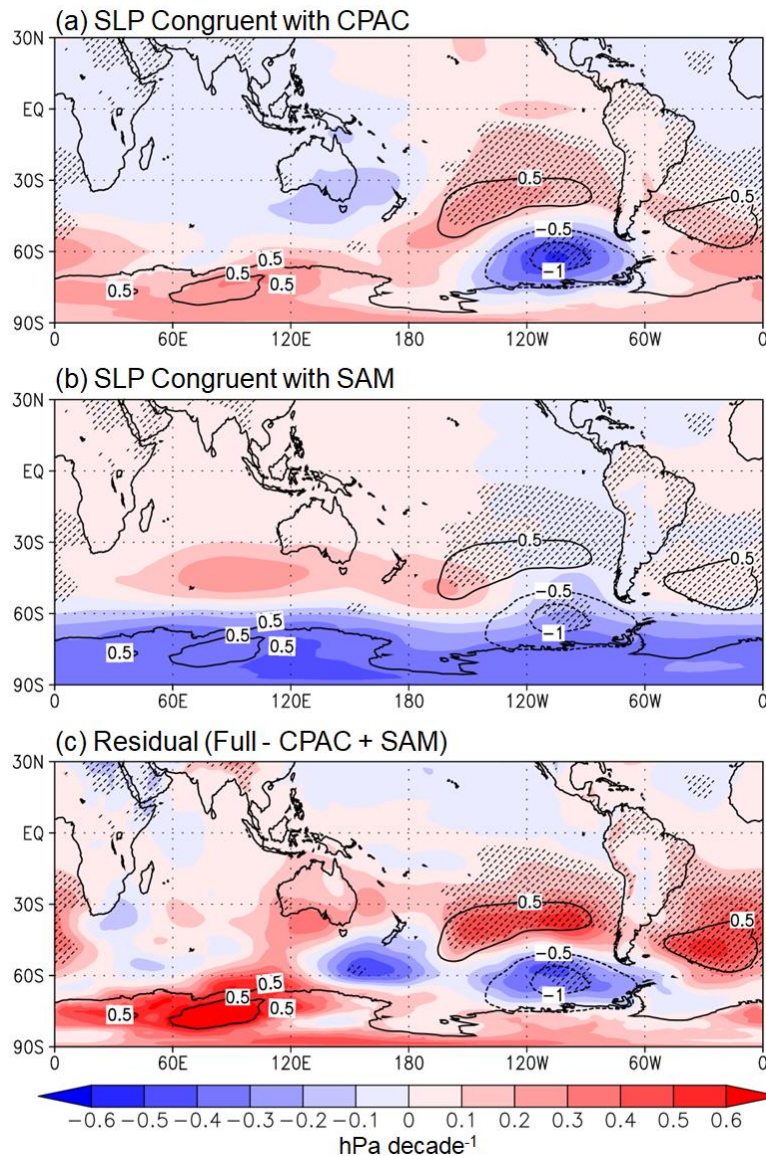 (a) SLP Congruent with CPAC
30N
EQ
30S
60S
90S
0.5
0.5
-0.5
-1
0.5
0.5
0.5
0.5
60E
120E
180
120W
60W
0
(b) SLP Congruent with SAM
30N
EQ
30S
60S
90S
0.5
0.5
-0.5
-1
0.5
0.5
0.5
0.5
0
60E
120E
180
120W
60W
0
(c) Residual (Full - CPAC + SAM)
30N
EQ
30S
60S
90S
0.5
0.5
-0.5
-1
0.5
0.5
0.5
0.5
0
60E
120E
180
120W
60W
0
-0.6 -0.5 -0.4 -0.3 -0.2 -0.1 0 0.1 0.2 0.3 0.4 0.5 0.6
hPa decade⁻¹